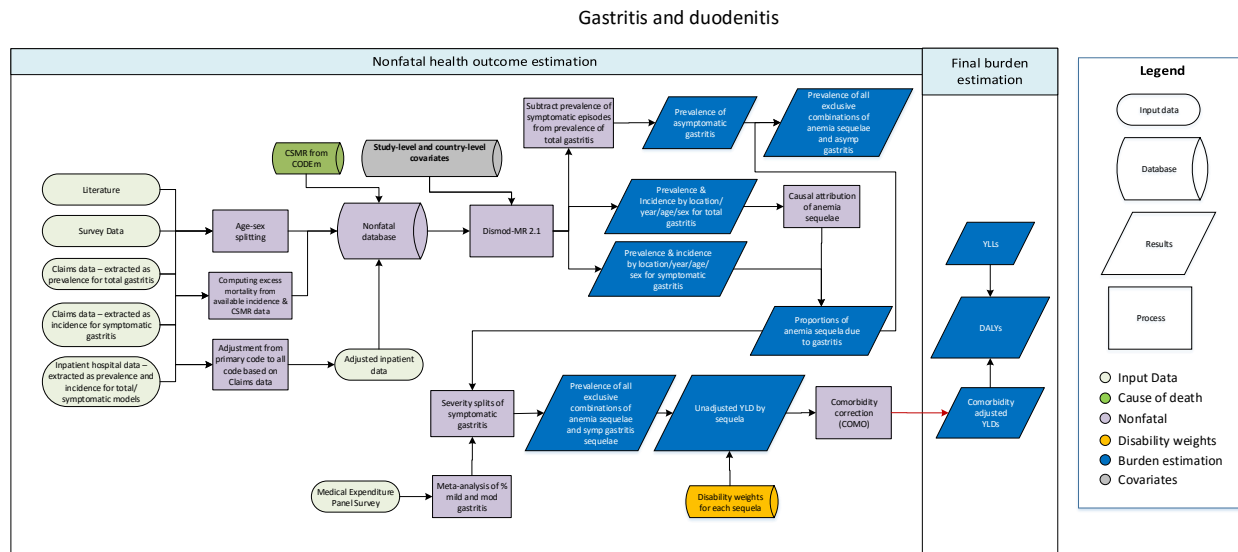 Gastritis and duodenitis
Nonfatal health outcome estimation
Final burden
estimation
Legend
Input data
Database
Results
Process
Input Data
Cause of death
Nonfatal
Disability weights
Burden estimation
Covariates
Literature
Survey Data
Claims data – extracted as
prevalence for total gastritis
Claims data – extracted as
incidence for symptomatic
gastritis
Inpatient hospital data –
extracted as prevalence and
incidence for total/
symptomatic models
Age-sex
splitting
Computing excess
mortality from
available incidence &
CSMR data
Adjustment from
primary code to all
code based on
Claims data
Adjusted inpatient
data
CSMR from
CODEm
Nonfatal
database
Study-level and country-level
covariates
Dismod-MR 2.1
Subtract prevalence of
symptomatic episodes
from prevalence of
total gastritis
Prevalence of
asymptomatic
gastritis
Prevalence of all
exclusive
combinations of
anemia sequelae
and asymp gastritis
Prevalence &
Incidence by location/
year/age/sex for total
gastritis
Causal attribution of
anemia sequelae
Prevalence & incidence
by location/year/age/
sex for symptomatic
gastritis
Proportions of
anemia sequela due
to gastritis
Severity splits of
symptomatic
gastritis
Prevalence of all
exclusive
combinations of
anemia sequelae
and symp gastritis
sequelae
Unadjusted YLD by
sequela
Comorbidity
correction
(COMO)
Comorbidity
adjusted
YLDs
YLLs
DALYs
Medical Expenditure
Panel Survey
Meta-analysis of %
mild and mod
gastritis
Disability weights
for each sequela